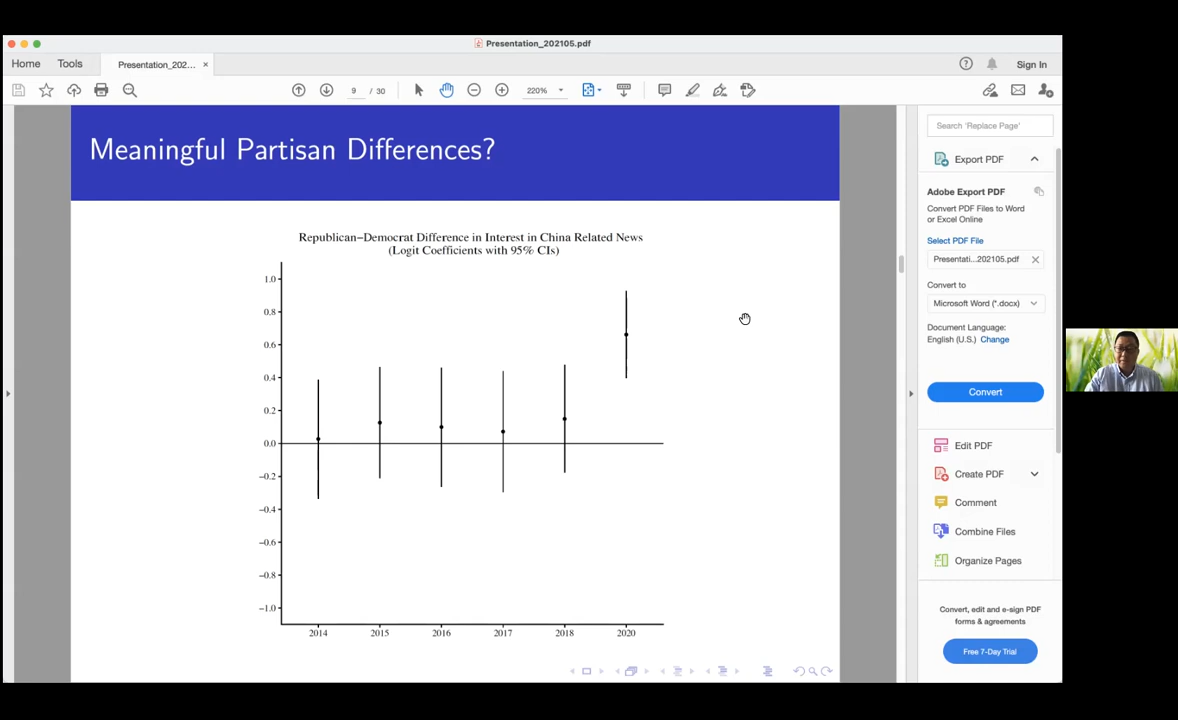 Presentation_202105.pdf
Home Tools Presentation_202... × Sign In
9 / 30 220%
Meaningful Partisan Differences?
Republican−Democrat Difference in Interest in China Related News
(Logit Coefficients with 95% CIs)
1.0
0.8
0.6
0.4
0.2
0.0
−0.2
−0.4
−0.6
−0.8
−1.0
2014 2015 2016 2017 2018 2020
Search 'Replace Page'
Export PDF
Adobe Export PDF
Convert PDF Files to Word
or Excel Online
Select PDF File
Presentati...202105.pdf
Convert to
Microsoft Word (*.docx)
Document Language:
English (U.S.) Change
Convert
Edit PDF
Create PDF
Comment
Combine Files
Organize Pages
Convert, edit and e-sign PDF
forms & agreements
Free 7-Day Trial